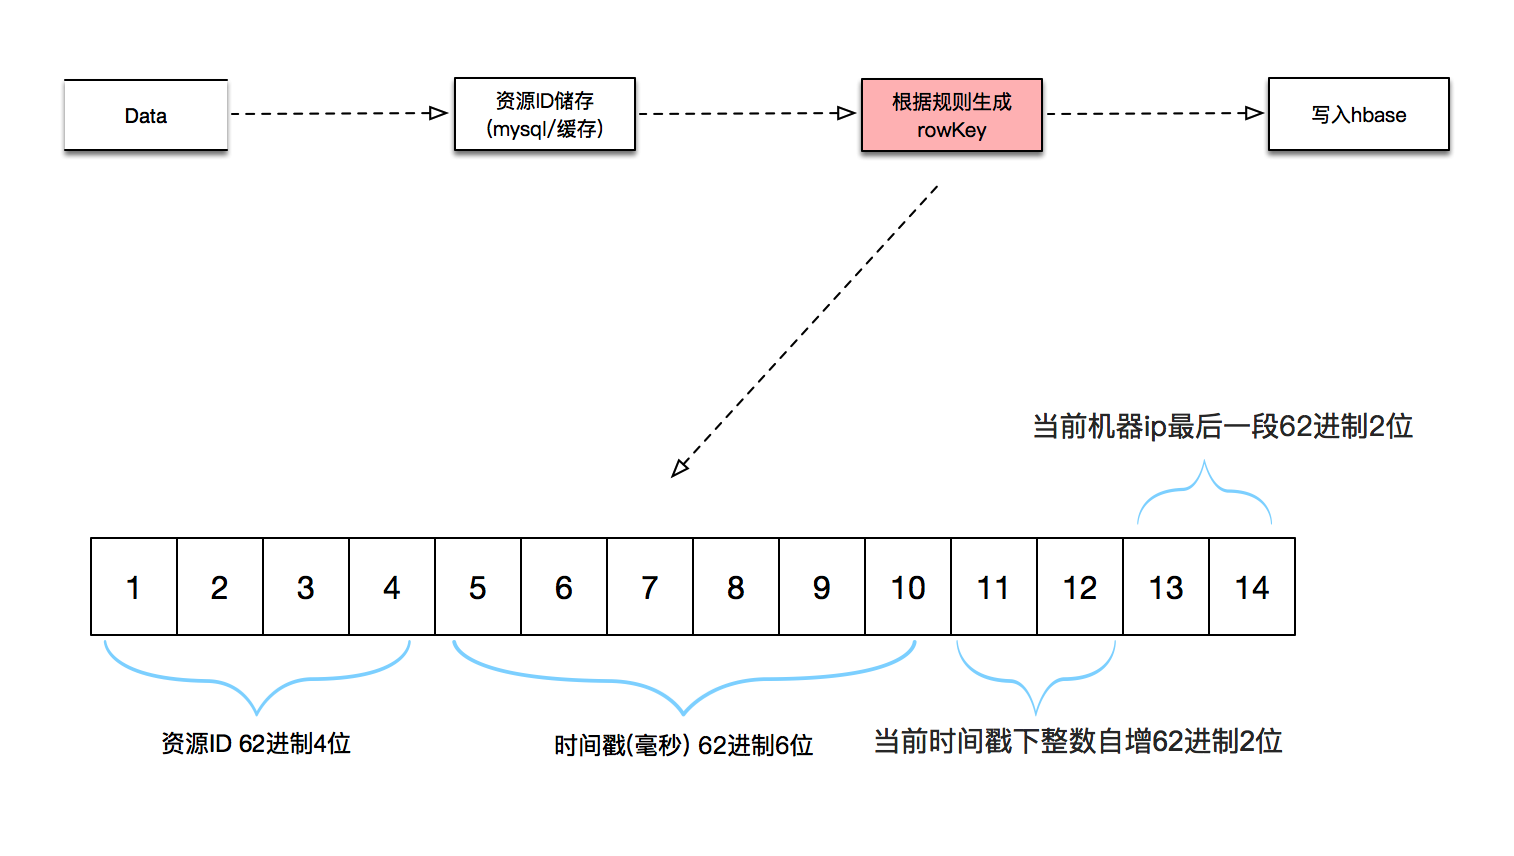 Data
资源ID储存
(mysql/缓存)
根据规则生成
rowKey
写入hbase
当前机器ip最后一段62进制2位
1 2 3 4 5 6 7 8 9 10 11 12 13 14
资源ID 62进制4位
时间戳(毫秒) 62进制6位
当前时间戳下整数自增62进制2位